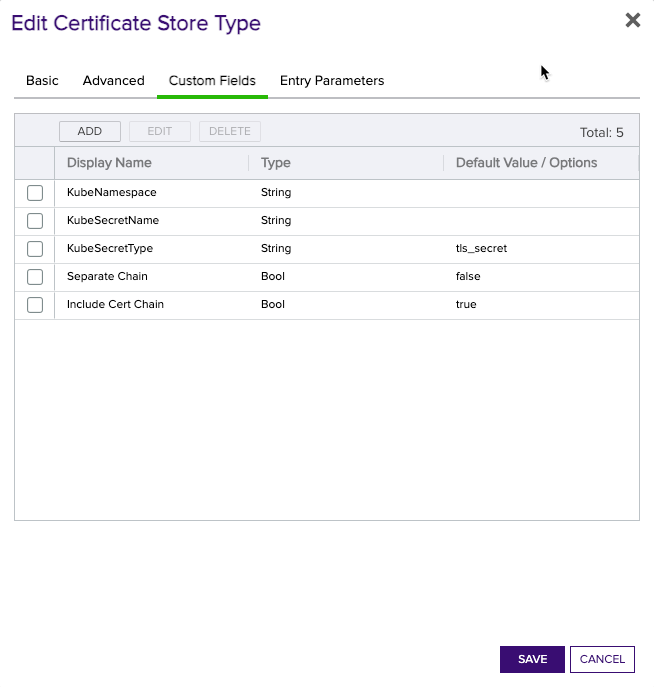 Edit Certificate Store Type
Basic Advanced Custom Fields Entry Parameters
ADD EDIT DELETE Total: 5
Display Name Type Default Value / Options
KubeNamespace String
KubeSecretName String
KubeSecretType String tls_secret
Separate Chain Bool false
Include Cert Chain Bool true
SAVE CANCEL